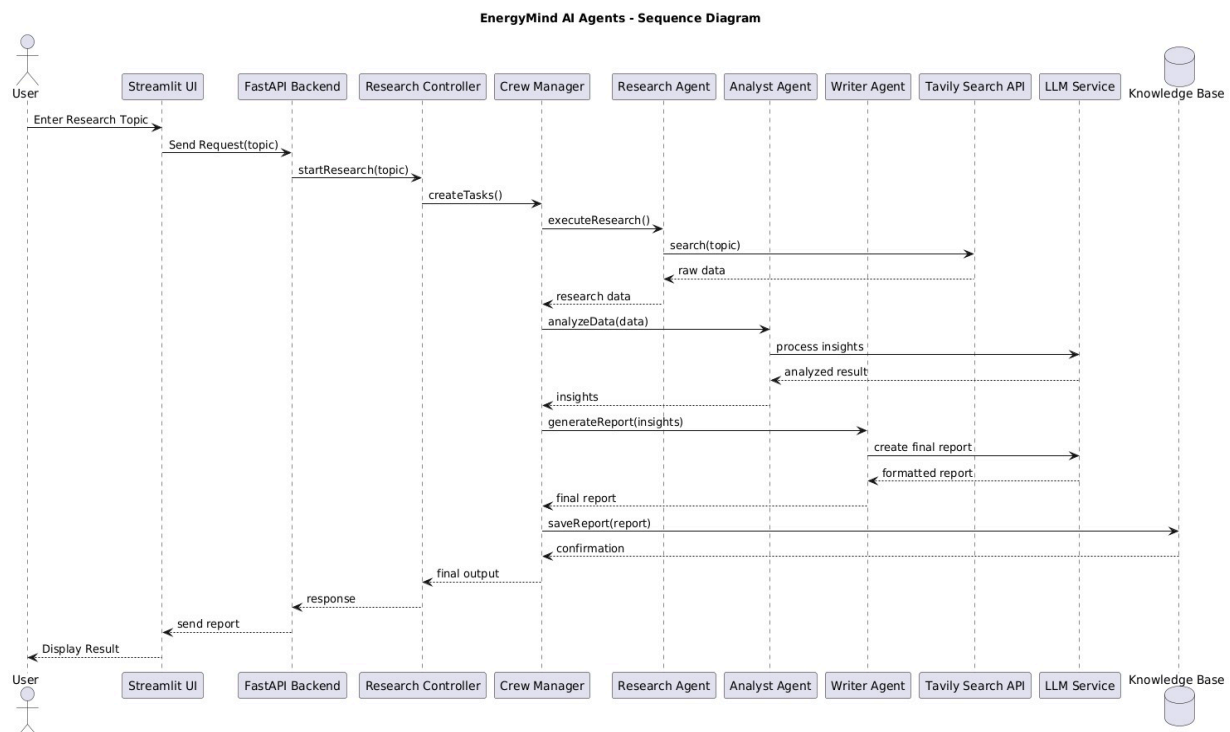 EnergyMind AI Agents - Sequence Diagram
User
Streamlit UI
FastAPI Backend
Research Controller
Crew Manager
Research Agent
Analyst Agent
Writer Agent
Tavily Search API
LLM Service
Knowledge Base
Enter Research Topic
Send Request(topic)
startResearch(topic)
createTasks()
executeResearch()
search(topic)
raw data
research data
analyzeData(data)
process insights
analyzed result
insights
generateReport(insights)
create final report
formatted report
final report
saveReport(report)
confirmation
final output
response
send report
Display Result
User
Streamlit UI
FastAPI Backend
Research Controller
Crew Manager
Research Agent
Analyst Agent
Writer Agent
Tavily Search API
LLM Service
Knowledge Base